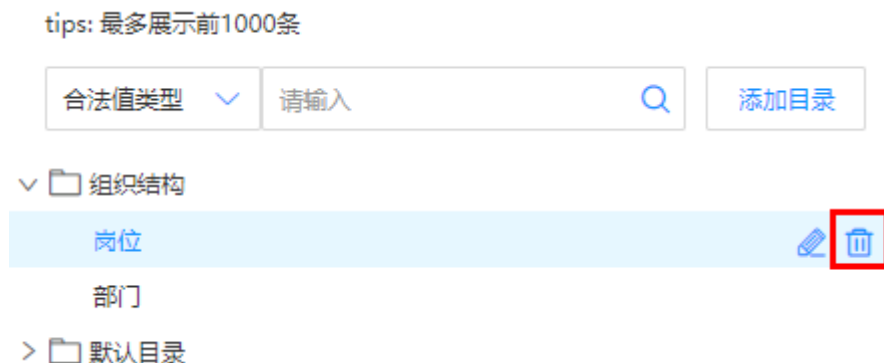 tips: 最多展示前1000条
合法值类型 请输入 添加目录
组织结构
岗位
部门
默认目录